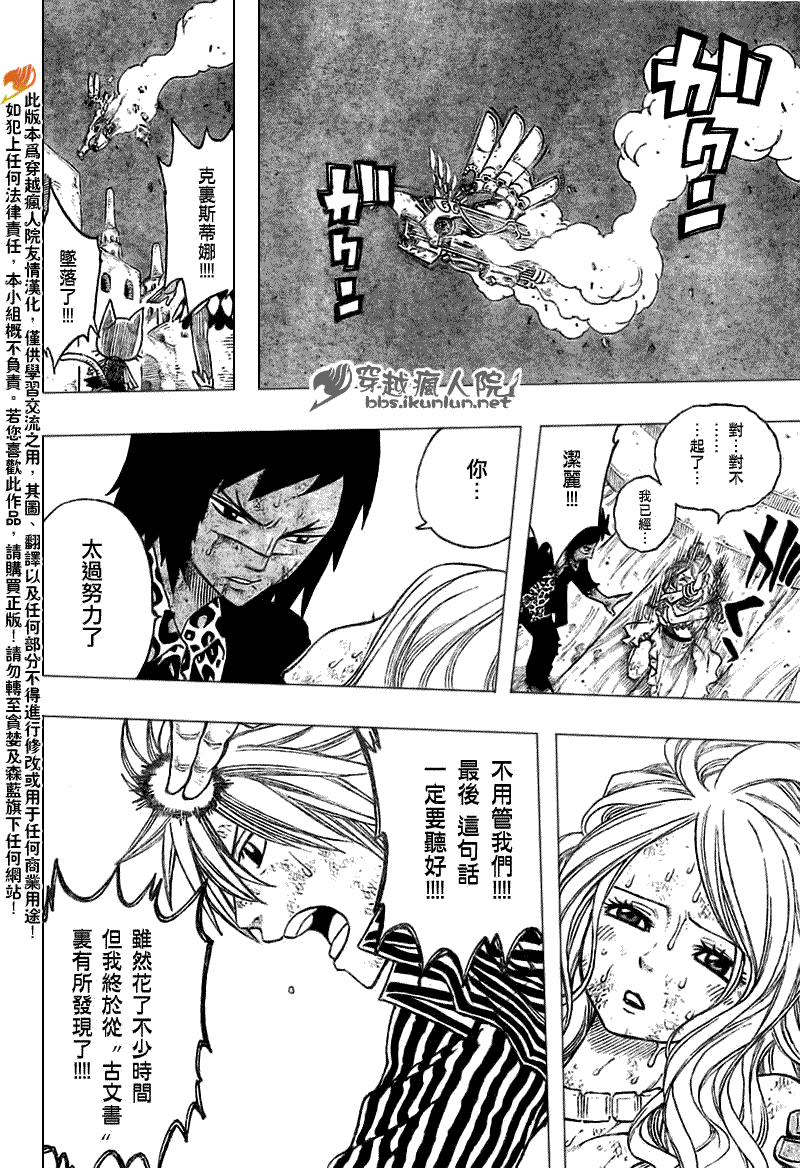 ガク
ガク
克裏斯蒂娜!!!!
墜落了!!!
穿越瘋人院
bbs.ikunlun.net
對…對不
……起了……
我已經…
潔麗!!!
你…
太過努力了
不用管我們!!!!
最後 這句話
一定要聽好!!!!
雖然花了不少時間
但我終於從〝古文書〞
裏有所發現了!!!!
此版本爲穿越瘋人院友情漢化，僅供學習交流之用，其圖、翻譯以及任何部分不得進行修改或用于任何商業用途！
如犯上任何法律責任，本小組概不負責。若您喜歡此作品，請購買正版！請勿轉至貪婪及森藍旗下任何網站！